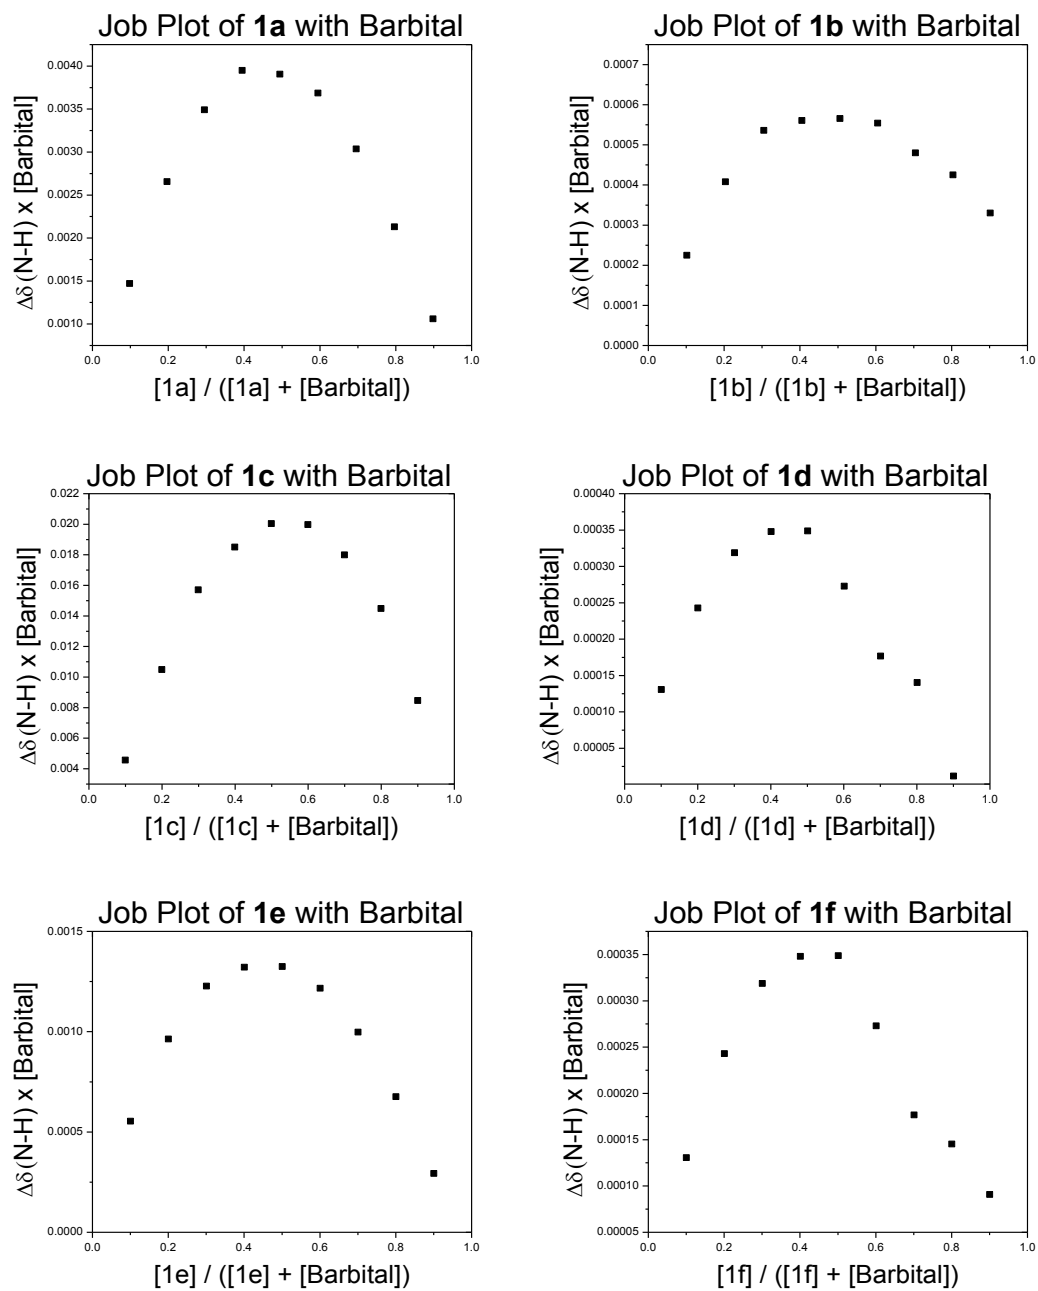 Job Plot of 1a with Barbital
Δδ(N-H) x [Barbital]
0.0040
0.0035
0.0030
0.0025
0.0020
0.0015
0.0010
0.0 0.2 0.4 0.6 0.8 1.0
[1a] / ([1a] + [Barbital])
Job Plot of 1b with Barbital
Δδ(N-H) x [Barbital]
0.0007
0.0006
0.0005
0.0004
0.0003
0.0002
0.0001
0.0000
0.0 0.2 0.4 0.6 0.8 1.0
[1b] / ([1b] + [Barbital])
Job Plot of 1c with Barbital
Δδ(N-H) x [Barbital]
0.022
0.020
0.018
0.016
0.014
0.012
0.010
0.008
0.006
0.004
0.0 0.2 0.4 0.6 0.8 1.0
[1c] / ([1c] + [Barbital])
Job Plot of 1d with Barbital
Δδ(N-H) x [Barbital]
0.00040
0.00035
0.00030
0.00025
0.00020
0.00015
0.00010
0.00005
0.0 0.2 0.4 0.6 0.8 1.0
[1d] / ([1d] + [Barbital])
Job Plot of 1e with Barbital
Δδ(N-H) x [Barbital]
0.0015
0.0010
0.0005
0.0000
0.0 0.2 0.4 0.6 0.8 1.0
[1e] / ([1e] + [Barbital])
Job Plot of 1f with Barbital
Δδ(N-H) x [Barbital]
0.00035
0.00030
0.00025
0.00020
0.00015
0.00010
0.00005
0.0 0.2 0.4 0.6 0.8 1.0
[1f] / ([1f] + [Barbital])